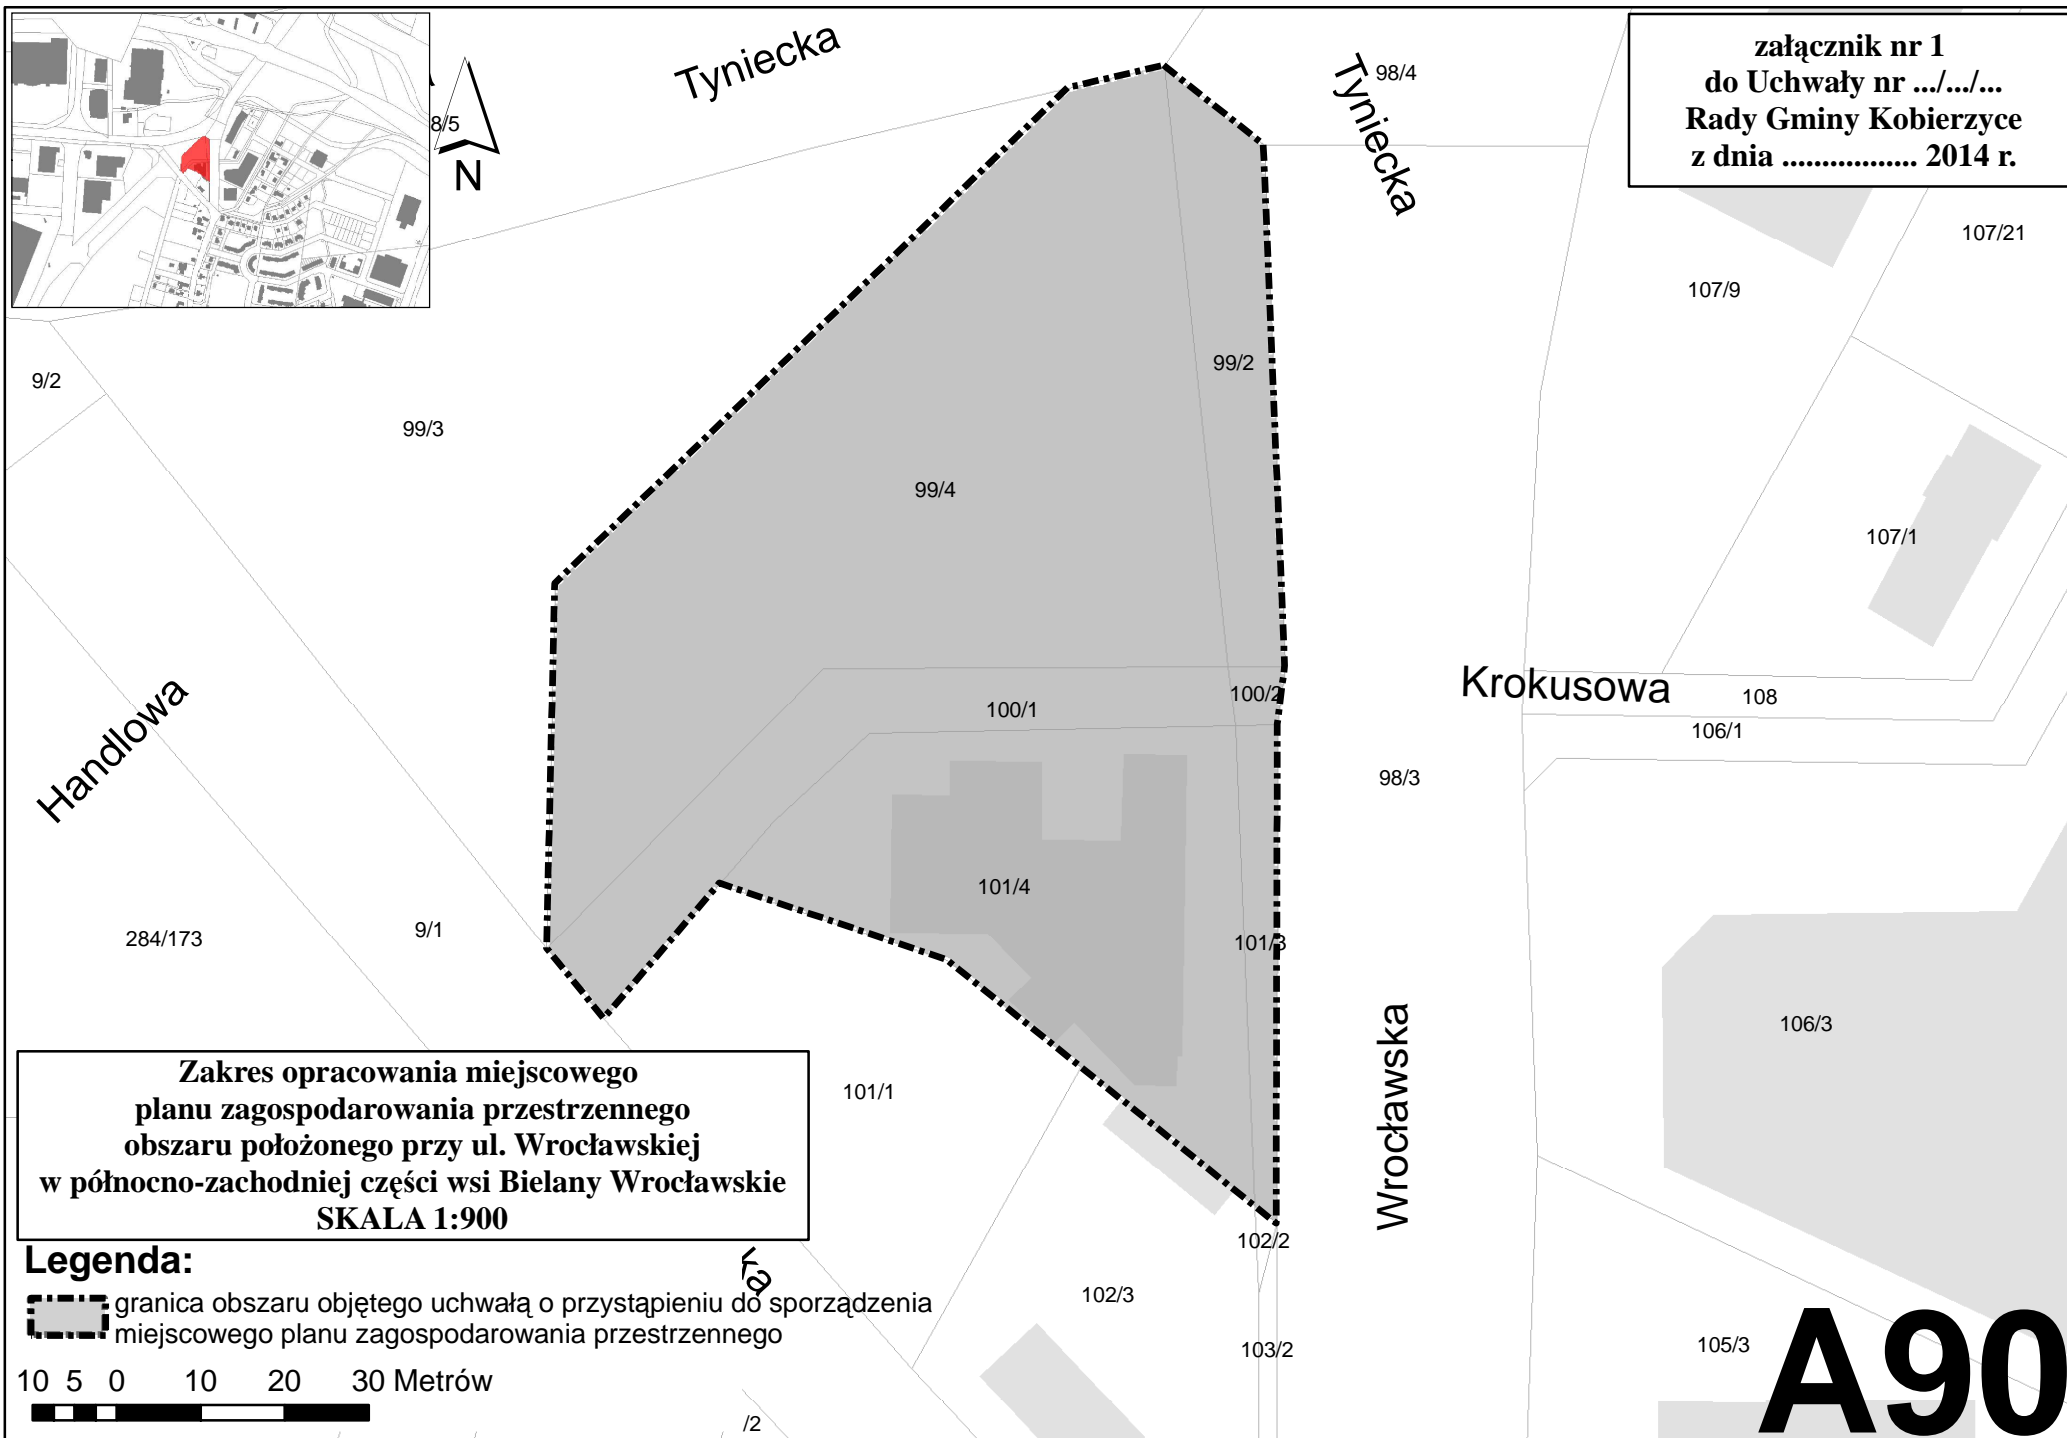 Tyniecka
Tyniecka
98/4
załącznik nr 1
do Uchwały nr .../.../...
Rady Gminy Kobierzyce
z dnia ................. 2014 r.
8/5
N
107/21
107/9
9/2
99/3
99/2
99/4
107/1
Handlowa
100/1
100/2
Krokusowa
108
106/1
98/3
101/4
284/173
9/1
101/3
106/3
Wrocławska
101/1
Zakres opracowania miejscowego
planu zagospodarowania przestrzennego
obszaru położonego przy ul. Wrocławskiej
w północno-zachodniej części wsi Bielany Wrocławskie
SKALA 1:900
102/2
Legenda:
ka
granica obszaru objętego uchwałą o przystąpieniu do sporządzenia
miejscowego planu zagospodarowania przestrzennego
102/3
103/2
105/3
A90
10 5 0 10 20 30 Metrów
/2